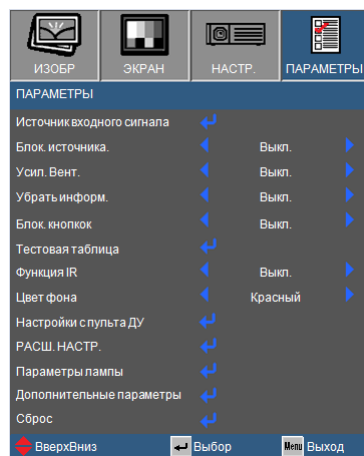 ИЗОБР ЭКРАН НАСТР. ПАРАМЕТРЫ
ПАРАМЕТРЫ
Источник входного сигнала
Блок. источника. Выкл.
Усил. Вент. Выкл.
Убрать информ. Выкл.
Блок. кнопкок Выкл.
Тестовая таблица
Функция IR Выкл.
Цвет фона Красный
Настройки с пульта ДУ
РАСШ. НАСТР.
Параметры лампы
Дополнительные параметры
Сброс
ВверхВниз Выбор Menu Выход